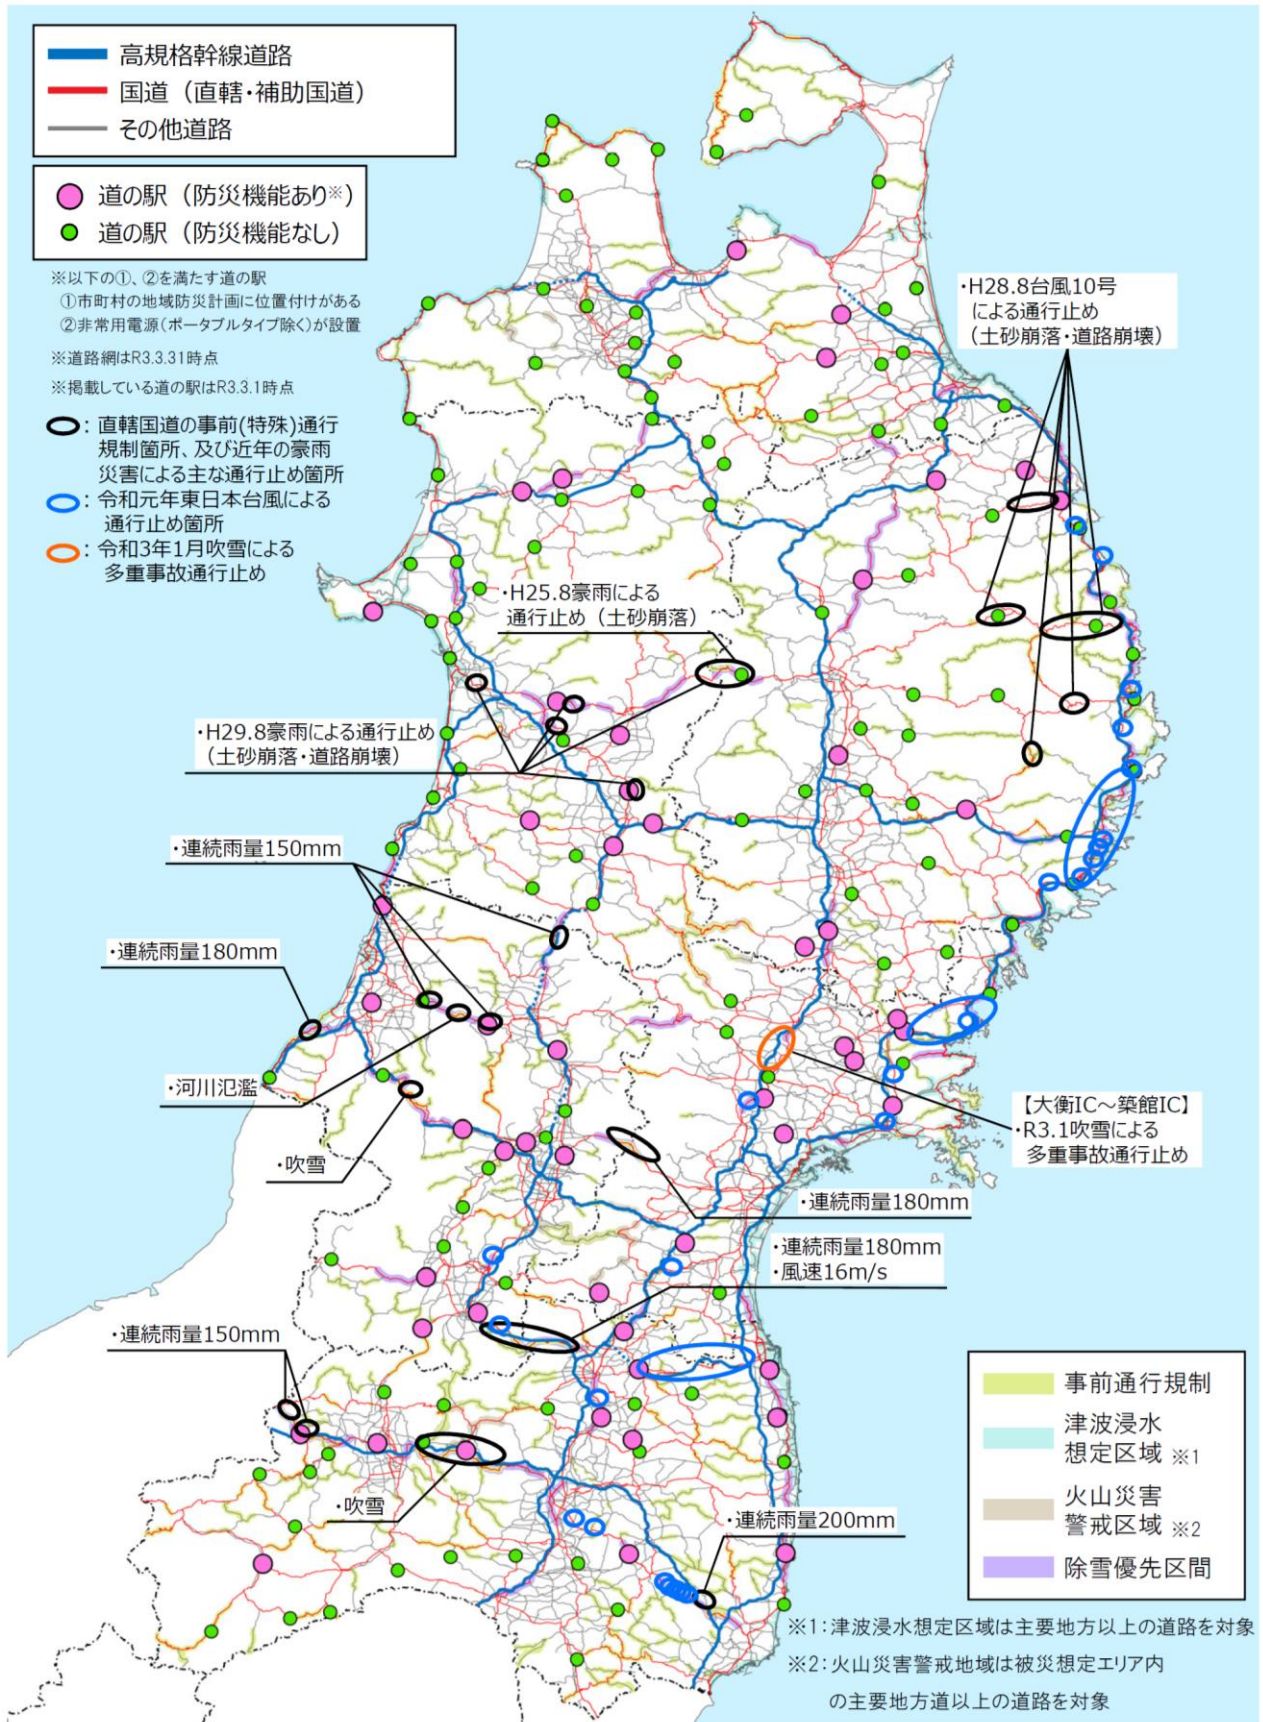 高規格幹線道路
国道（直轄・補助国道）
その他道路
道の駅（防災機能あり※）
道の駅（防災機能なし）
※以下の①、②を満たす道の駅
①市町村の地域防災計画に位置付けがある
②非常用電源（ポータブルタイプ除く）が設置
※道路網はR3.3.31時点
※掲載している道の駅はR3.3.1時点
：直轄国道の事前(特殊)通行
規制箇所、及び近年の豪雨
災害による主な通行止め箇所
：令和元年東日本台風による
通行止め箇所
：令和3年1月吹雪による
多重事故通行止め
・H28.8台風10号
による通行止め
（土砂崩落・道路崩壊）
・H25.8豪雨による
通行止め（土砂崩落）
・H29.8豪雨による通行止め
（土砂崩落・道路崩壊）
・連続雨量150mm
・連続雨量180mm
・河川氾濫
・吹雪
【大衡IC～築館IC】
・R3.1吹雪による
多重事故通行止め
・連続雨量180mm
・連続雨量180mm
・風速16m/s
・連続雨量150mm
・吹雪
・連続雨量200mm
事前通行規制
津波浸水
想定区域 ※1
火山災害
警戒区域 ※2
除雪優先区間
※1：津波浸水想定区域は主要地方以上の道路を対象
※2：火山災害警戒地域は被災想定エリア内
の主要地方道以上の道路を対象